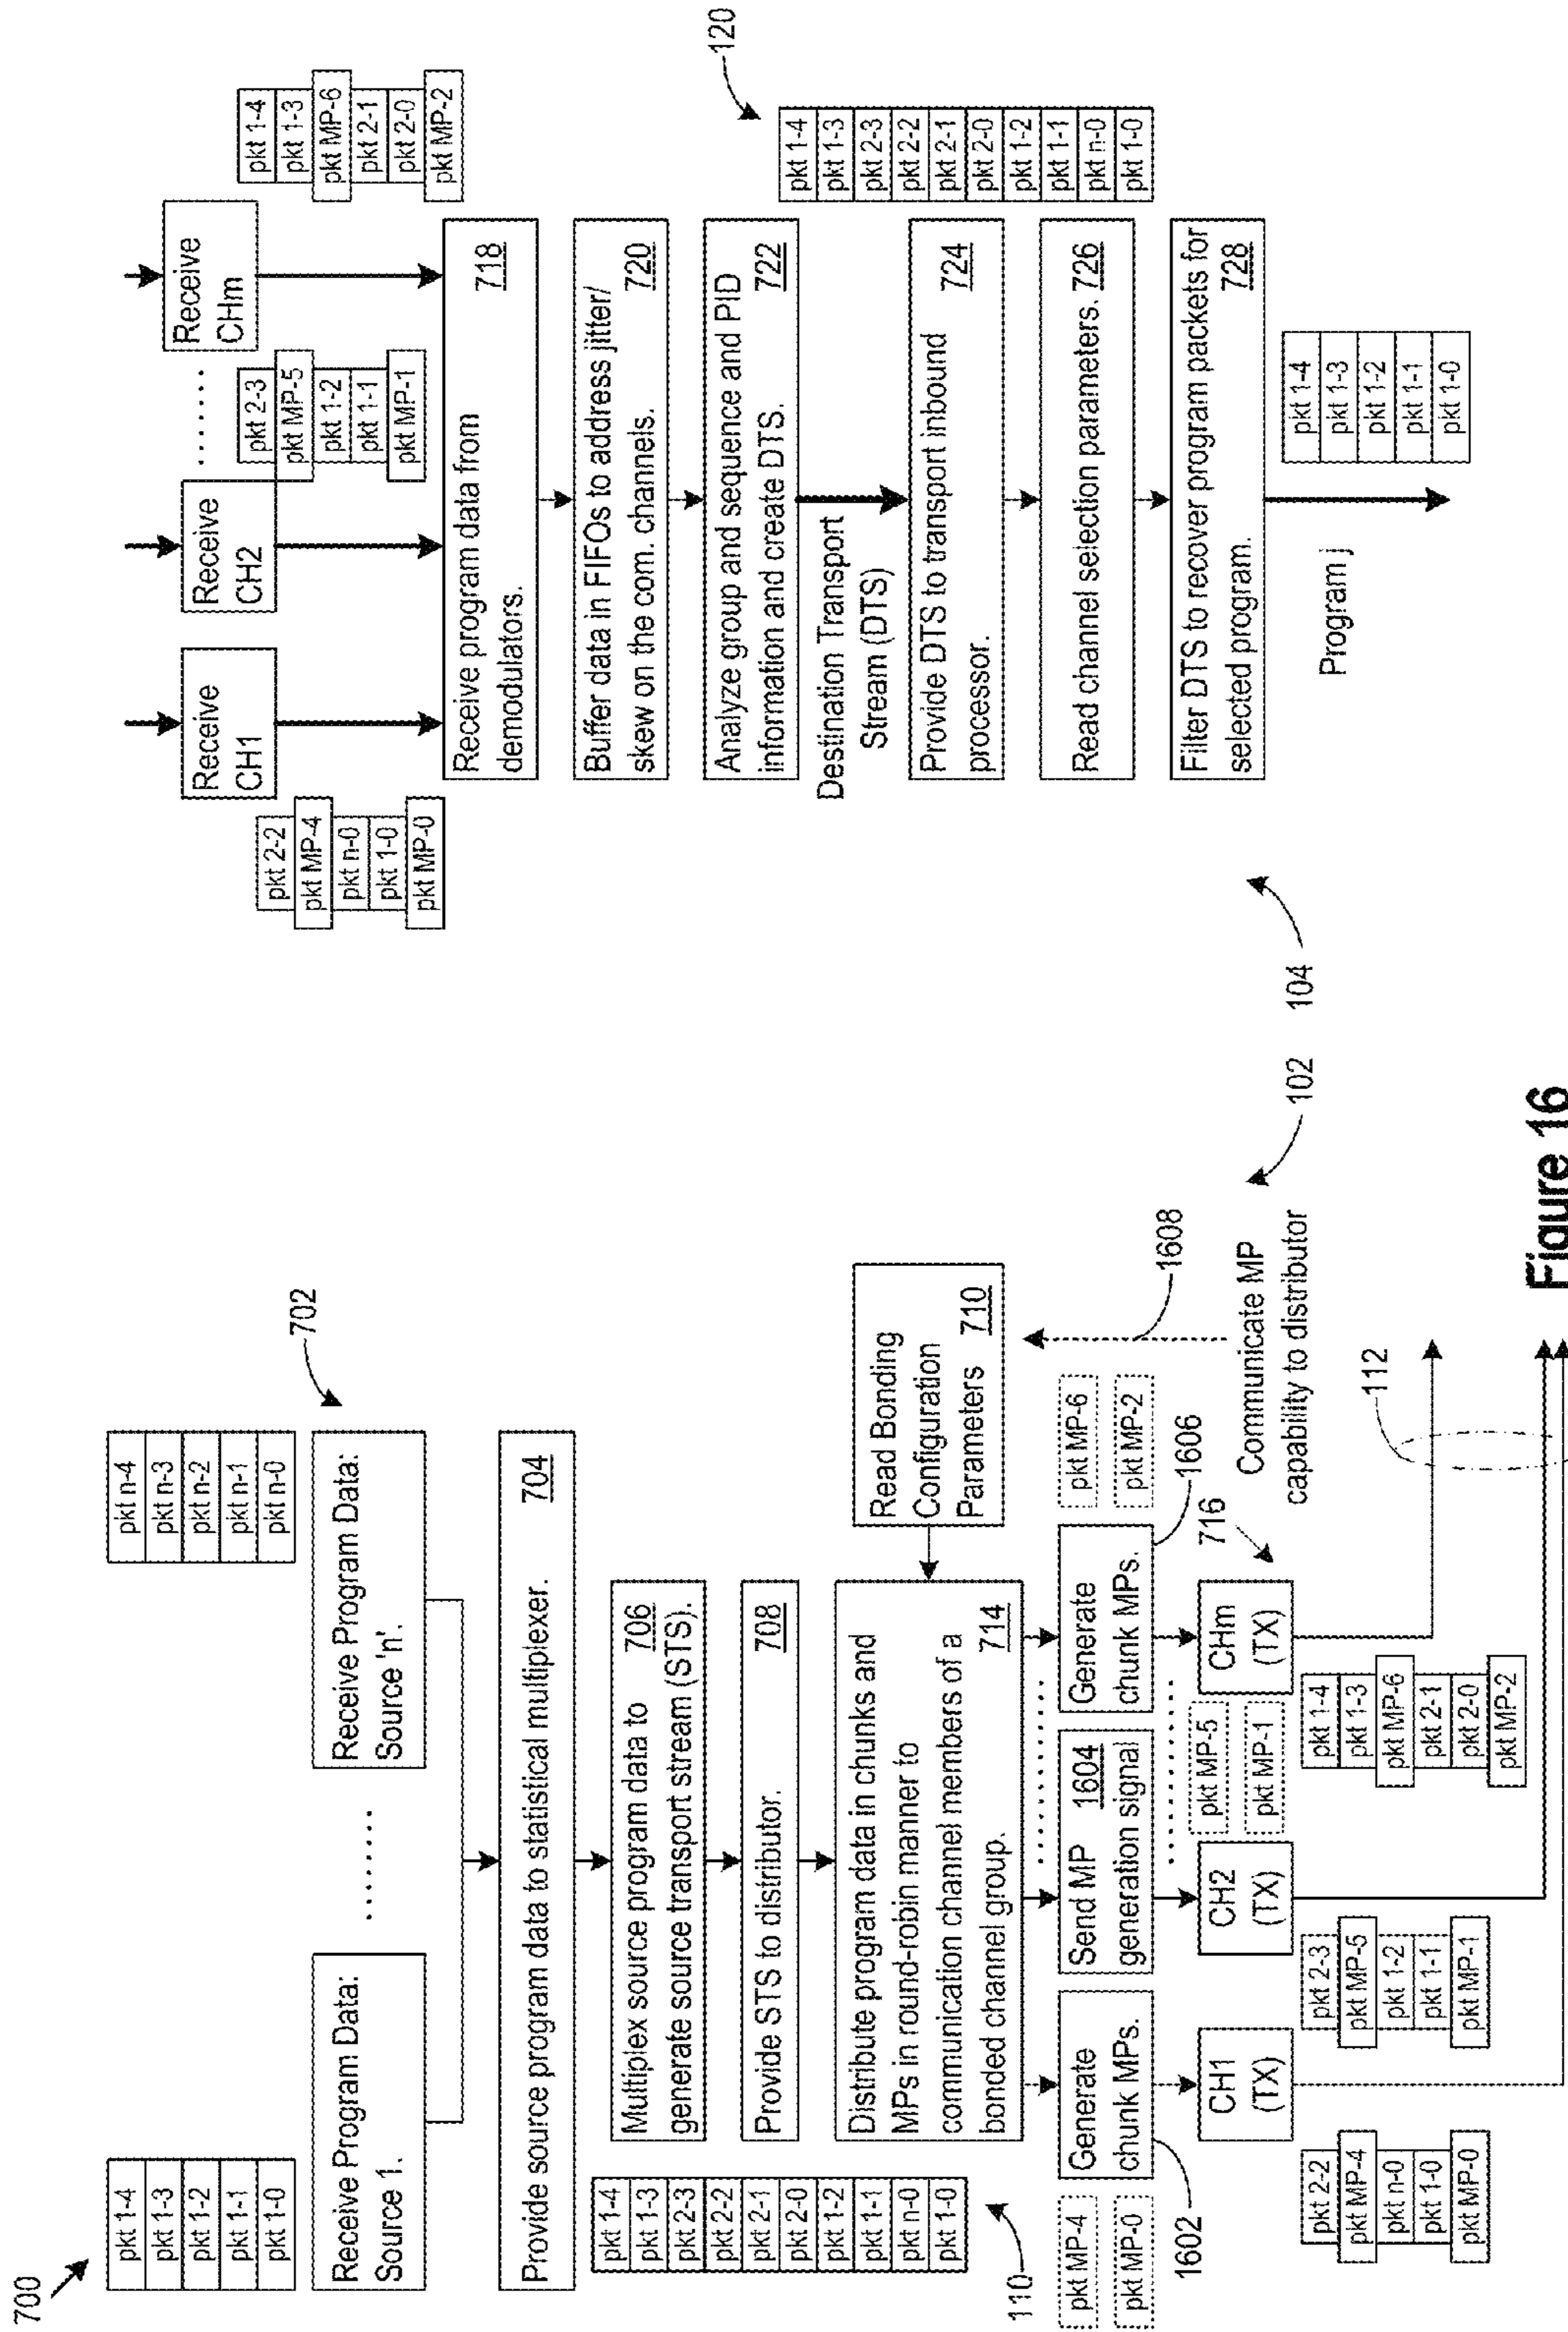 700
pkt 1-4
pkt 1-3
pkt 1-2
pkt 1-1
pkt 1-0
pkt n-4
pkt n-3
pkt n-2
pkt n-1
pkt n-0
702
Receive Program Data:
Source 1.
........
Receive Program Data:
Source 'n'.
Provide source program data to statistical multiplexer. 704
pkt 1-4
pkt 1-3
pkt 2-3
pkt 2-2
pkt 2-1
pkt 2-0
pkt 1-2
pkt 1-1
pkt n-0
pkt 1-0
110
Multiplex source program data to 706
generate source transport stream (STS).
Provide STS to distributor. 708
Distribute program data in chunks and
MPs in round-robin manner to
communication channel members of a
bonded channel group. 714
Read Bonding
Configuration
Parameters 710
1608
Communicate MP
capability to distributor
102
pkt MP-4
pkt MP-0
1602
Generate
chunk MPs.
Send MP 1604
generation signal
Generate
chunk MPs.
1606
pkt MP-6
pkt MP-2
pkt MP-5
pkt MP-1
716
CH1
(TX)
CH2
(TX)
CHm
(TX)
112
pkt 2-2
pkt MP-4
pkt n-0
pkt 1-0
pkt MP-0
pkt 2-3
pkt MP-5
pkt 1-2
pkt 1-1
pkt MP-1
pkt 1-4
pkt 1-3
pkt MP-6
pkt 2-1
pkt 2-0
pkt MP-2
Figure 16
104
pkt 2-2
pkt MP-4
pkt n-0
pkt 1-0
pkt MP-0
Receive
CH1
Receive
CH2
.......
pkt 2-3
pkt MP-5
pkt 1-2
pkt 1-1
pkt MP-1
Receive
CHm
pkt 1-4
pkt 1-3
pkt MP-6
pkt 2-1
pkt 2-0
pkt MP-2
Receive program data from 718
demodulators.
Buffer data in FIFOs to address jitter/
skew on the com. channels. 720
Analyze group and sequence and PID
information and create DTS. 722
Destination Transport
Stream (DTS)
120
pkt 1-4
pkt 1-3
pkt 2-3
pkt 2-2
pkt 2-1
pkt 2-0
pkt 1-2
pkt 1-1
pkt n-0
pkt 1-0
Provide DTS to transport inbound
processor. 724
Read channel selection parameters. 726
Filter DTS to recover program packets for
selected program. 728
Program j
pkt 1-4
pkt 1-3
pkt 1-2
pkt 1-1
pkt 1-0